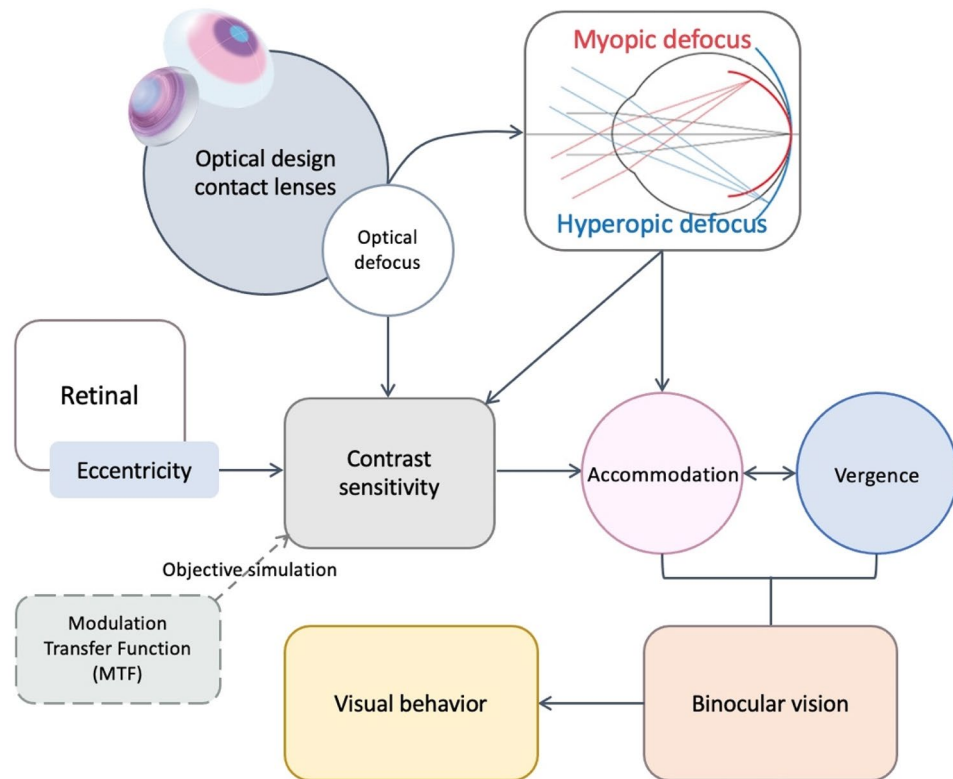 Myopic defocus
Hyperopic defocus
Optical design
contact lenses
Optical
defocus
Retinal
Eccentricity
Contrast
sensitivity
Accommodation
Vergence
Objective simulation
Modulation
Transfer Function
(MTF)
Visual behavior
Binocular vision